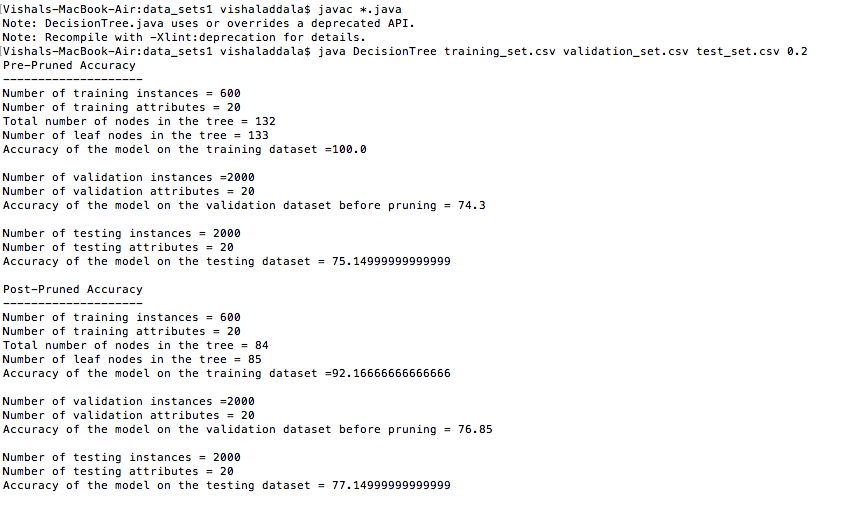 [Vishals-MacBook-Air:data_sets1 vishaladdala$ javac *.java
Note: DecisionTree.java uses or overrides a deprecated API.
Note: Recompile with -Xlint:deprecation for details.
[Vishals-MacBook-Air:data_sets1 vishaladdala$ java DecisionTree training_set.csv validation_set.csv test_set.csv 0.2
Pre-Pruned Accuracy
--------------------
Number of training instances = 600
Number of training attributes = 20
Total number of nodes in the tree = 132
Number of leaf nodes in the tree = 133
Accuracy of the model on the training dataset =100.0
Number of validation instances =2000
Number of validation attributes = 20
Accuracy of the model on the validation dataset before pruning = 74.3
Number of testing instances = 2000
Number of testing attributes = 20
Accuracy of the model on the testing dataset = 75.14999999999999
Post-Pruned Accuracy
--------------------
Number of training instances = 600
Number of training attributes = 20
Total number of nodes in the tree = 84
Number of leaf nodes in the tree = 85
Accuracy of the model on the training dataset =92.16666666666666
Number of validation instances =2000
Number of validation attributes = 20
Accuracy of the model on the validation dataset before pruning = 76.85
Number of testing instances = 2000
Number of testing attributes = 20
Accuracy of the model on the testing dataset = 77.14999999999999